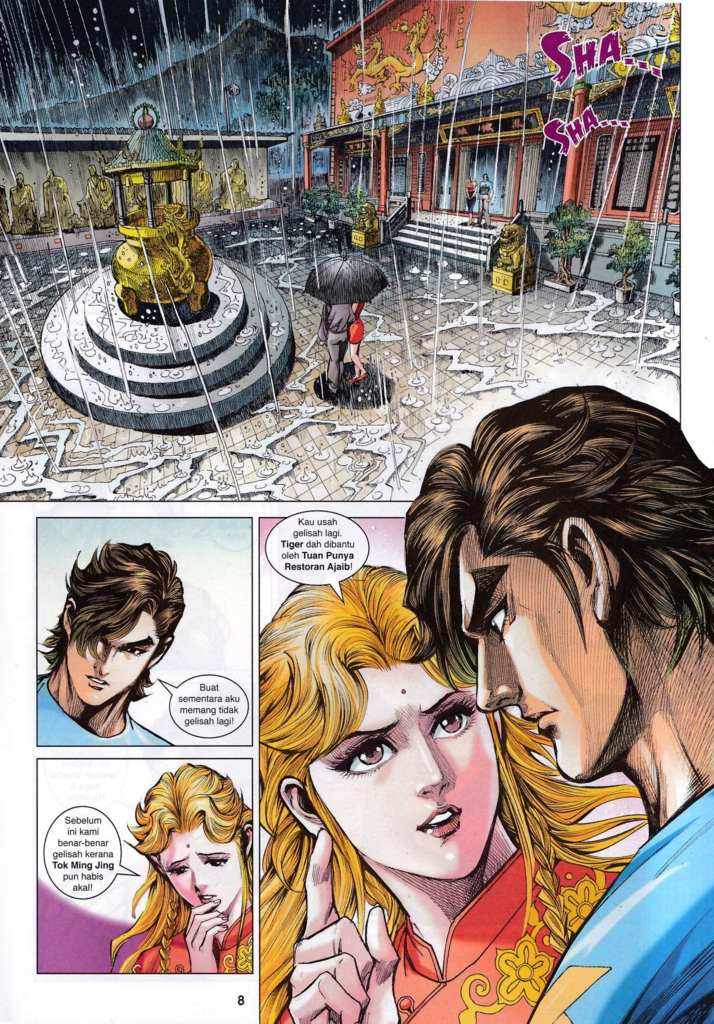 SHA...
SHA...
Kau usah
gelisah lagi.
Tiger dah dibantu
oleh Tuan Punya
Restoran Ajaib!
Buat
sementara aku
memang tidak
gelisah lagi!
Sebelum
ini kami
benar-benar
gelisah kerana
Tok Ming Jing
pun habis
akal!
8